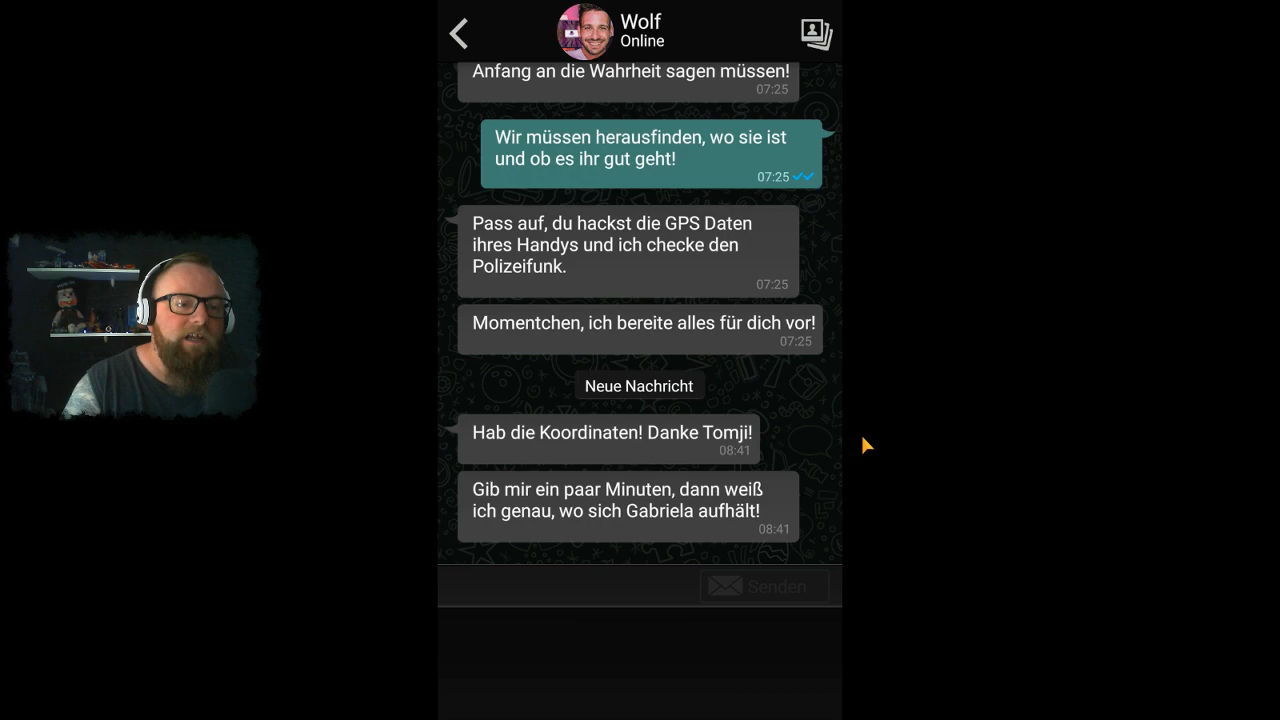 Wolf
Online
Anfang an die Wahrheit sagen müssen!
07:25
Wir müssen herausfinden, wo sie ist
und ob es ihr gut geht!
07:25
Pass auf, du hackst die GPS Daten
ihres Handys und ich checke den
Polizeifunk.
07:25
Momentchen, ich bereite alles für dich vor!
07:25
Neue Nachricht
Hab die Koordinaten! Danke Tomji!
08:41
Gib mir ein paar Minuten, dann weiß
ich genau, wo sich Gabriela aufhält!
08:41
Senden